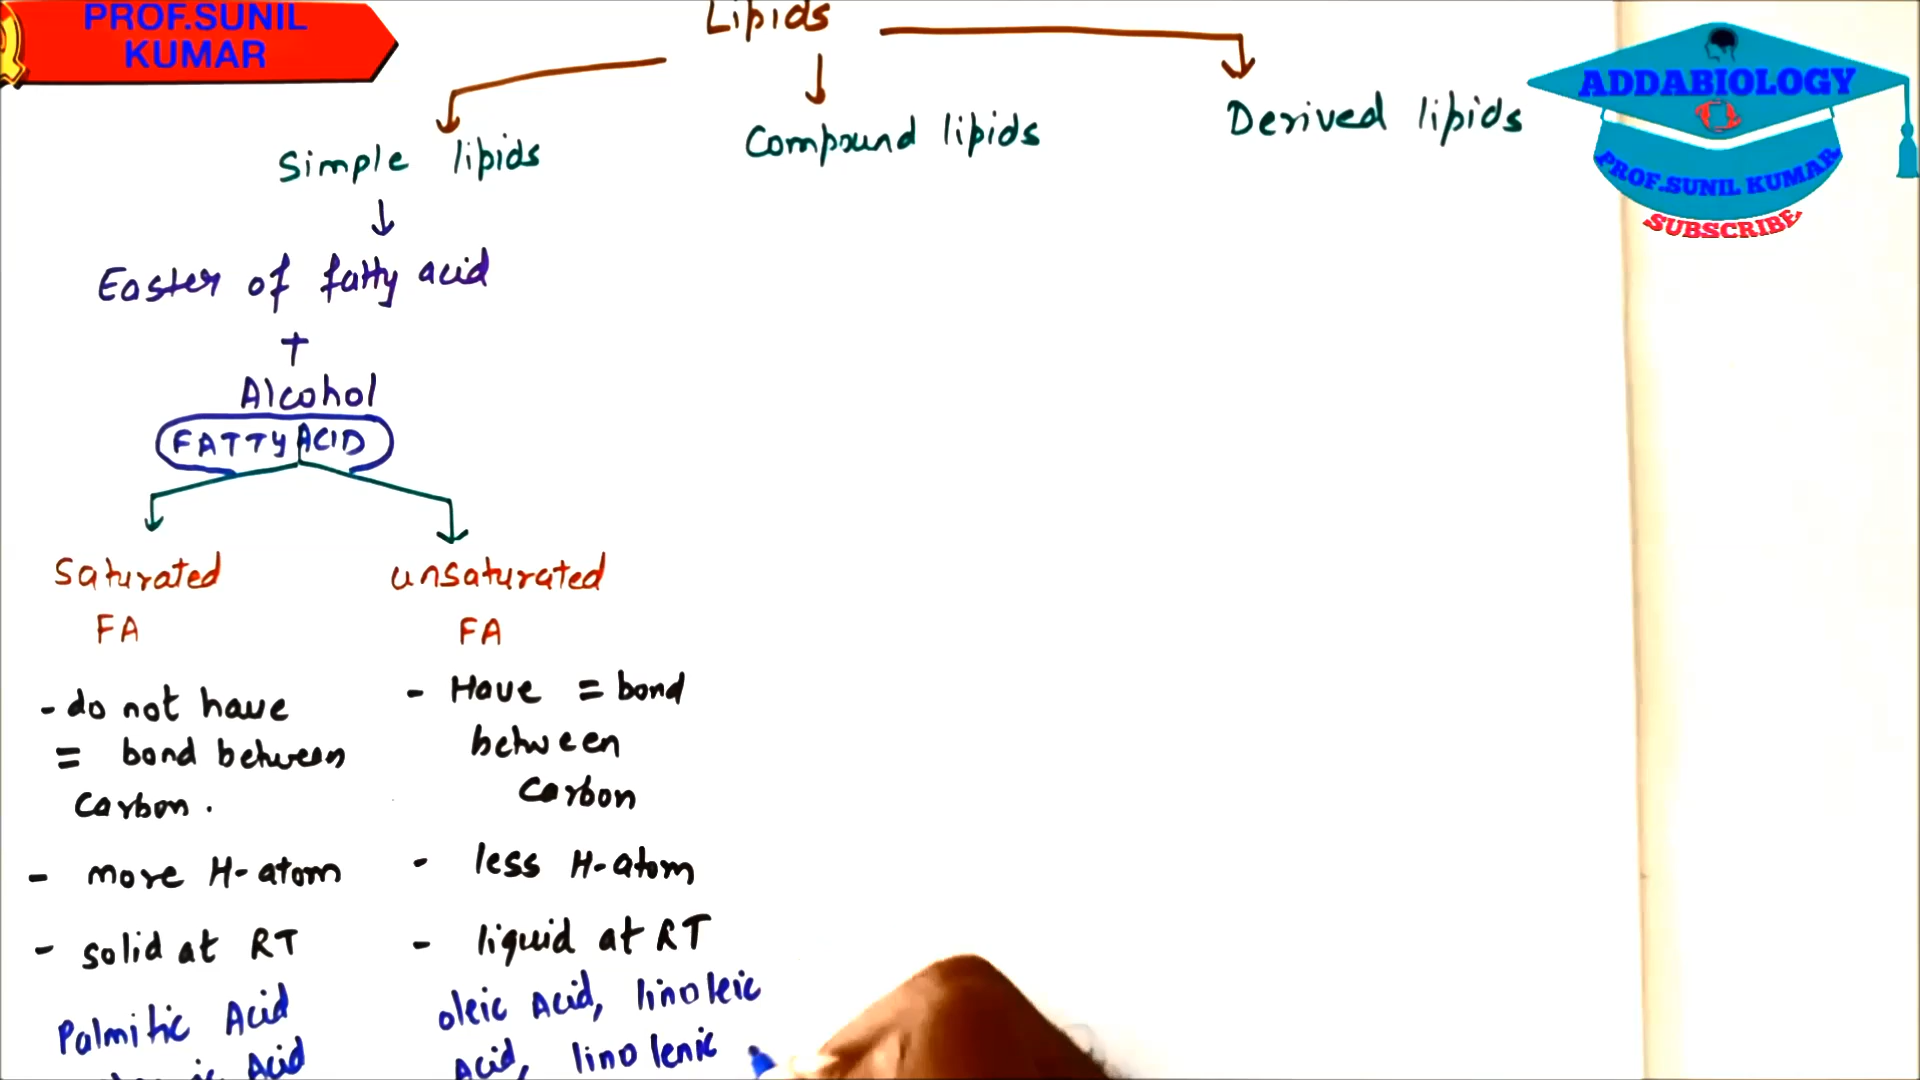 PROF.SUNIL
KUMAR
Lipids
ADDABIOLOGY
PROF.SUNIL KUMAR
SUBSCRIBE
Simple lipids
Compound lipids
Derived lipids
Easter of fatty acid
+
Alcohol
FATTY ACID
Saturated
FA
- do not have
= bond between
Carbon.
- more H-atom
- solid at RT
Palmitic Acid
Acid
unsaturated
FA
- Have = bond
between
Carbon
- less H-atom
- liquid at RT
oleic Acid, linoleic
Acid, linolenic